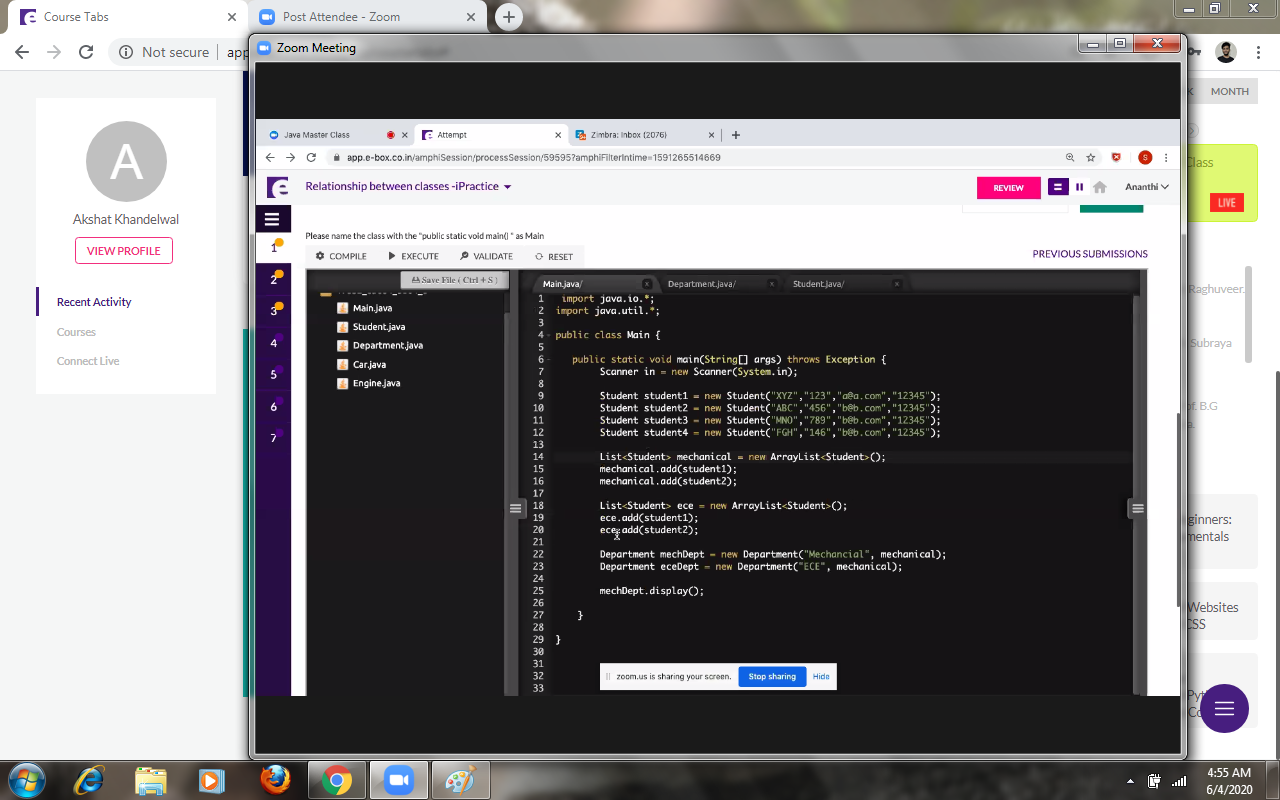 Course Tabs
Post Attendee - Zoom
Not secure
app
Zoom Meeting
MONTH
A
Akshat Khandelwal
VIEW PROFILE
Recent Activity
Courses
Connect Live
Java Master Class
Attempt
Zimbra: Inbox (2076)
app.e-box.co.in/amphiSession/processSession/59595?amphiFilterIntime=1591265514669
S
Relationship between classes -iPractice
REVIEW
Ananthi
Please name the class with the "public static void main() " as Main
COMPILE
EXECUTE
VALIDATE
RESET
PREVIOUS SUBMISSIONS
1
2
3
4
5
6
7
Save File ( Ctrl + S )
Main.java
Student.java
Department.java
Car.java
Engine.java
Main.java/
Department.java/
Student.java/
1 import java.io.*;
2 import java.util.*;
3
4 public class Main {
5
6 public static void main(String[] args) throws Exception {
7 Scanner in = new Scanner(System.in);
8
9 Student student1 = new Student("XYZ","123","a@a.com","12345");
10 Student student2 = new Student("ABC","456","b@b.com","12345");
11 Student student3 = new Student("MNO","789","b@b.com","12345");
12 Student student4 = new Student("FGH","146","b@b.com","12345");
13
14 List<Student> mechanical = new ArrayList<Student>();
15 mechanical.add(student1);
16 mechanical.add(student2);
17
18 List<Student> ece = new ArrayList<Student>();
19 ece.add(student1);
20 ece.add(student2);
21
22 Department mechDept = new Department("Mechancial", mechanical);
23 Department eceDept = new Department("ECE", mechanical);
24
25 mechDept.display();
26
27 }
28
29 }
30
31
32
33
zoom.us is sharing your screen.
Stop sharing
Hide
Class
LIVE
Raghuveer.
Subraya
of. B.G
a.
ginners:
mentals
Websites
CSS
Pyt
Co
4:55 AM
6/4/2020